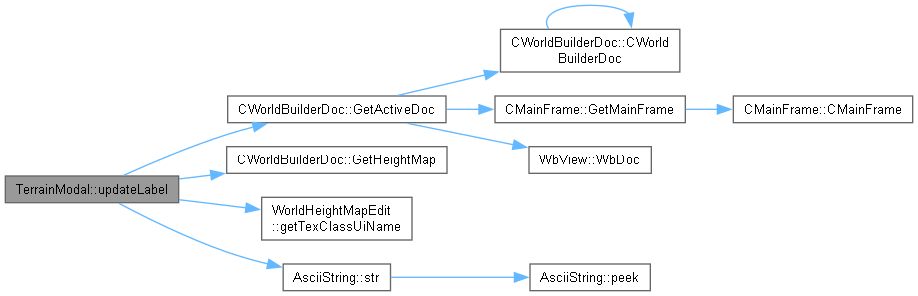 CWorldBuilderDoc::CWorld
BuilderDoc
CWorldBuilderDoc::GetActiveDoc
CMainFrame::GetMainFrame
CMainFrame::CMainFrame
CWorldBuilderDoc::GetHeightMap
WbView::WbDoc
TerrainModal::updateLabel
WorldHeightMapEdit
::getTexClassUiName
AsciiString::str
AsciiString::peek